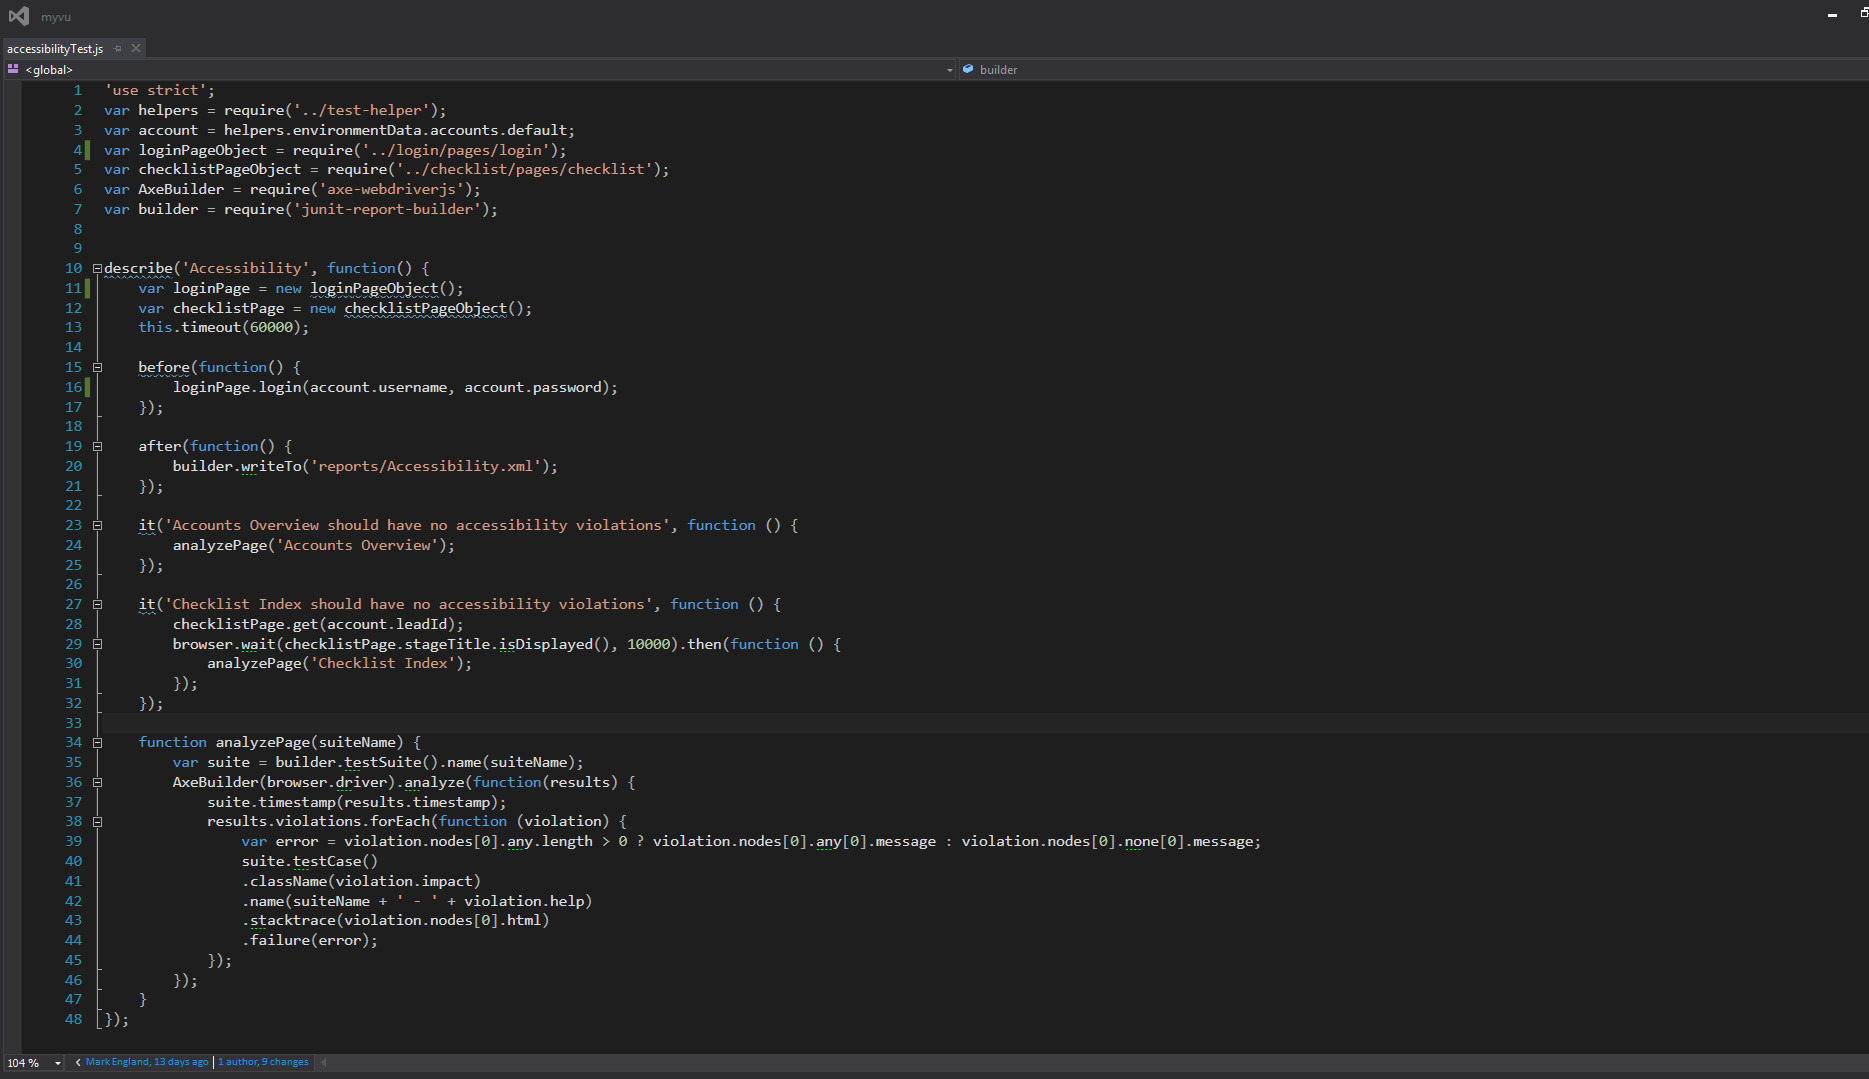 myvu
accessibilityTest.js
<global>
builder
1 'use strict';
2 var helpers = require('../test-helper');
3 var account = helpers.environmentData.accounts.default;
4 var loginPageObject = require('../login/pages/login');
5 var checklistPageObject = require('../checklist/pages/checklist');
6 var AxeBuilder = require('axe-webdriverjs');
7 var builder = require('junit-report-builder');
8
9
10 describe('Accessibility', function() {
11     var loginPage = new loginPageObject();
12     var checklistPage = new checklistPageObject();
13     this.timeout(60000);
14
15     before(function() {
16         loginPage.login(account.username, account.password);
17     });
18
19     after(function() {
20         builder.writeTo('reports/Accessibility.xml');
21     });
22
23     it('Accounts Overview should have no accessibility violations', function () {
24         analyzePage('Accounts Overview');
25     });
26
27     it('Checklist Index should have no accessibility violations', function () {
28         checklistPage.get(account.leadId);
29         browser.wait(checklistPage.stageTitle.isDisplayed(), 10000).then(function () {
30             analyzePage('Checklist Index');
31         });
32     });
33
34     function analyzePage(suiteName) {
35         var suite = builder.testSuite().name(suiteName);
36         AxeBuilder(browser.driver).analyze(function(results) {
37             suite.timestamp(results.timestamp);
38             results.violations.forEach(function (violation) {
39                 var error = violation.nodes[0].any.length > 0 ? violation.nodes[0].any[0].message : violation.nodes[0].none[0].message;
40                 suite.testCase()
41                 .className(violation.impact)
42                 .name(suiteName + ' - ' + violation.help)
43                 .stacktrace(violation.nodes[0].html)
44                 .failure(error);
45             });
46         });
47     }
48 });
104 %
Mark England, 13 days ago | 1 author, 9 changes